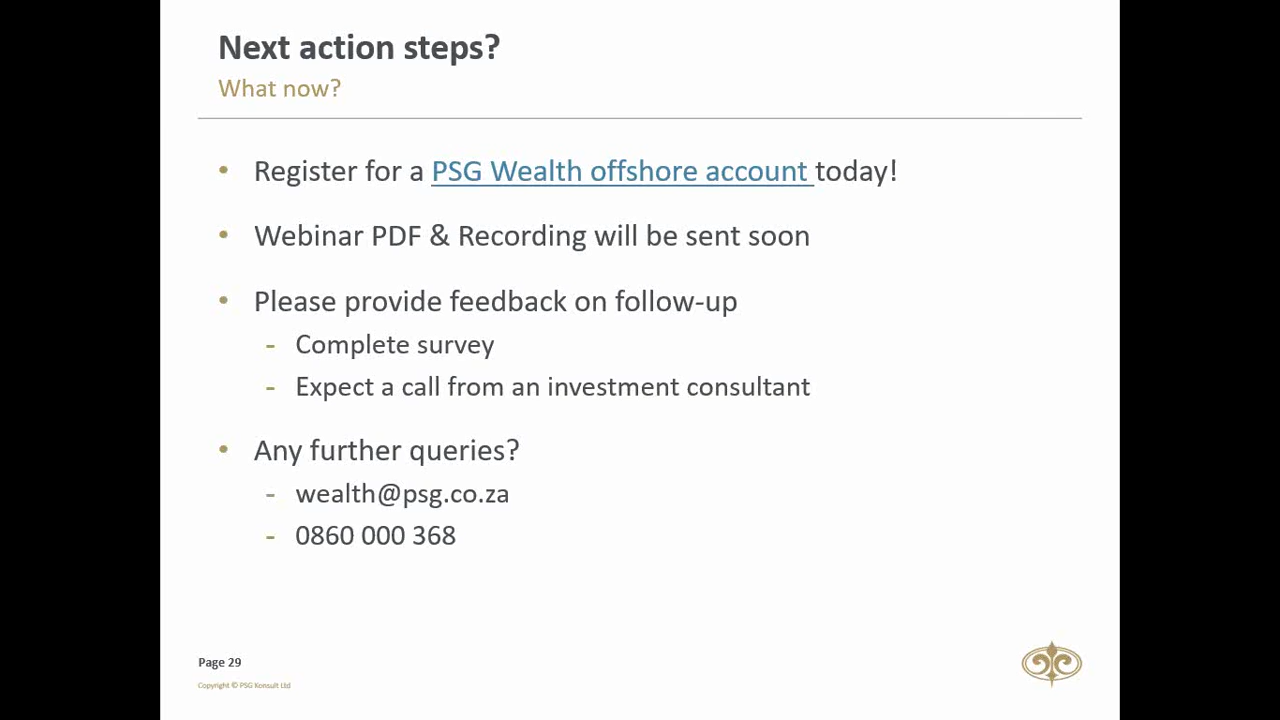 Next action steps?
What now?
• Register for a PSG Wealth offshore account today!
• Webinar PDF & Recording will be sent soon
• Please provide feedback on follow-up
- Complete survey
- Expect a call from an investment consultant
• Any further queries?
- wealth@psg.co.za
- 0860 000 368
Page 29
Copyright © PSG Konsult Ltd